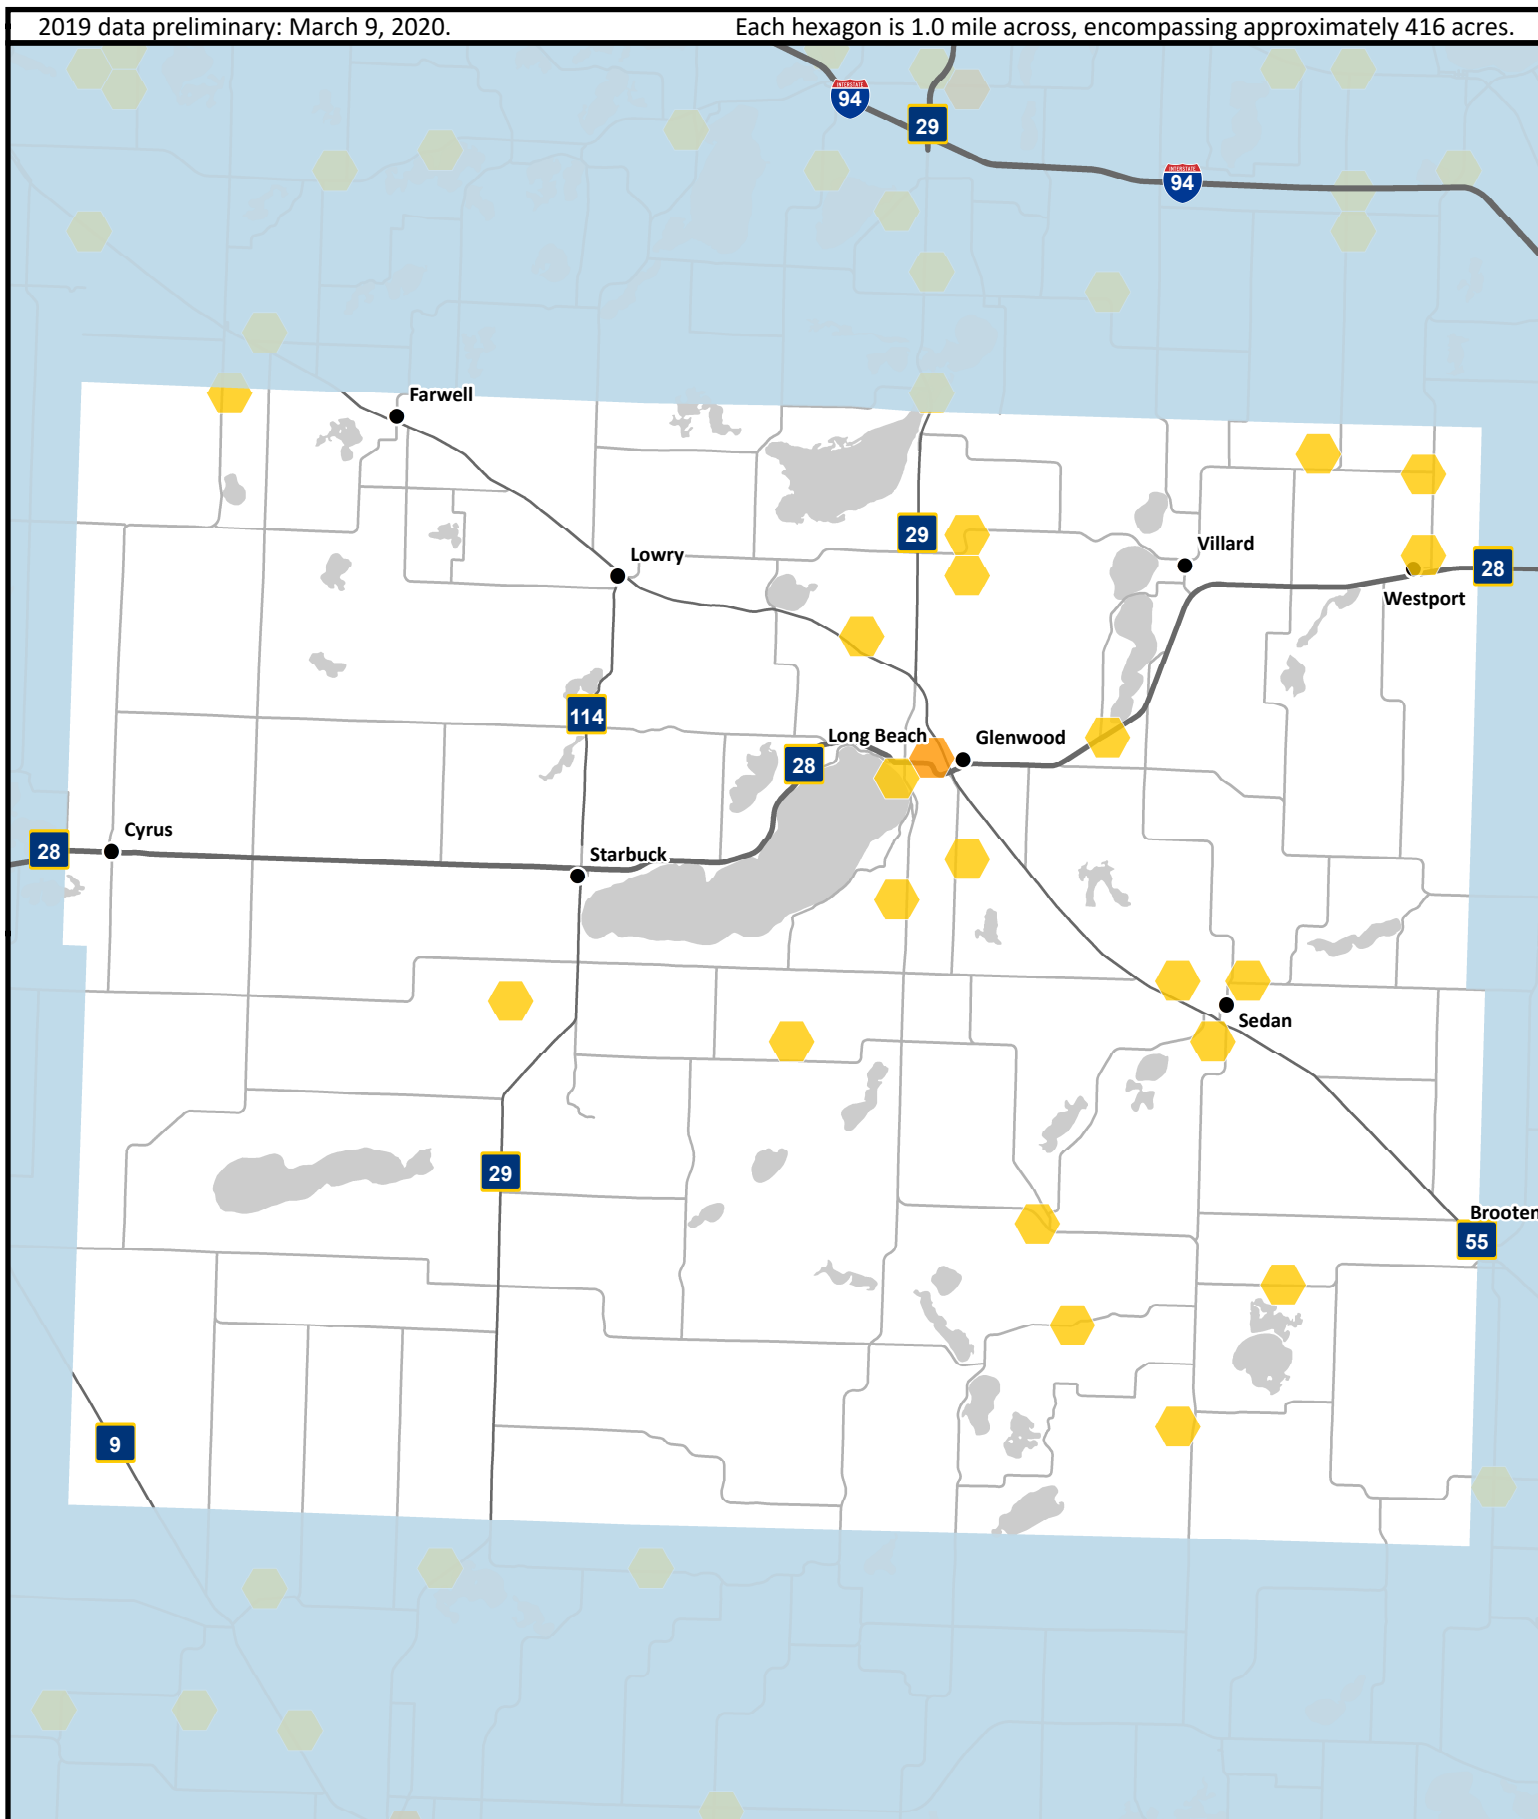 2019 data preliminary: March 9, 2020. Each hexagon is 1.0 mile across, encompassing approximately 416 acres.
INTERSTATE
94
29
INTERSTATE
94
Farwell
29
Lowry
Villard
28
Westport
114
Long Beach
Glenwood
28
Cyrus
28
Starbuck
Sedan
29
Brooten
55
9